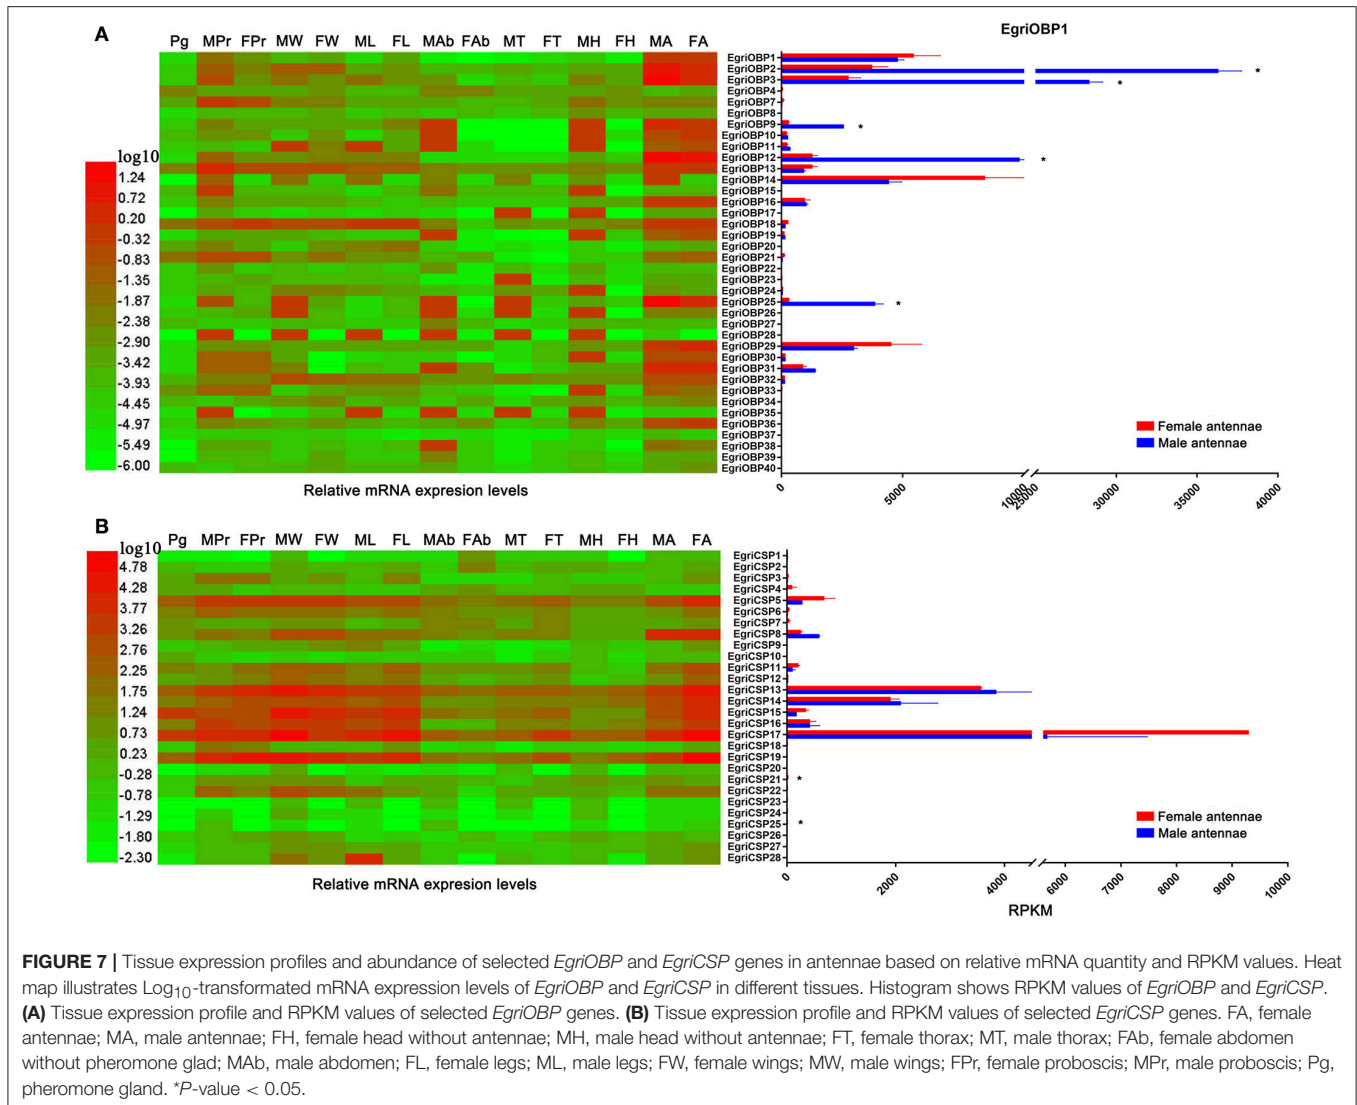 A
Pg MPr FPr MW FW ML FL MAb FAb MT FT MH FH MA FA
EgriOBP1
log10
1.24
0.72
0.20
-0.32
-0.83
-1.35
-1.87
-2.38
-2.90
-3.42
-3.93
-4.45
-4.97
-5.49
-6.00
EgriOBP1
EgriOBP2
*
EgriOBP3
*
EgriOBP4
EgriOBP7
EgriOBP8
EgriOBP9
*
EgriOBP10
EgriOBP11
EgriOBP12
*
EgriOBP13
EgriOBP14
EgriOBP15
EgriOBP16
EgriOBP17
EgriOBP18
EgriOBP19
EgriOBP20
EgriOBP21
EgriOBP22
EgriOBP23
EgriOBP24
EgriOBP25
*
EgriOBP26
EgriOBP27
EgriOBP28
EgriOBP29
EgriOBP30
EgriOBP31
EgriOBP32
EgriOBP33
EgriOBP34
EgriOBP35
EgriOBP36
EgriOBP37
EgriOBP38
EgriOBP39
EgriOBP40
Female antennae
Male antennae
0 5000 10000 25000 30000 35000 40000
Relative mRNA expresion levels
B
log10
Pg MPr FPr MW FW ML FL MAb FAb MT FT MH FH MA FA
4.78
4.28
3.77
3.26
2.76
2.25
1.75
1.24
0.73
0.23
-0.28
-0.78
-1.29
-1.80
-2.30
EgriCSP1
EgriCSP2
EgriCSP3
EgriCSP4
EgriCSP5
EgriCSP6
EgriCSP7
EgriCSP8
EgriCSP9
EgriCSP10
EgriCSP11
EgriCSP12
EgriCSP13
EgriCSP14
EgriCSP15
EgriCSP16
EgriCSP17
EgriCSP18
EgriCSP19
EgriCSP20
EgriCSP21
*
EgriCSP22
EgriCSP23
EgriCSP24
EgriCSP25
*
EgriCSP26
EgriCSP27
EgriCSP28
Female antennae
Male antennae
0 2000 4000 6000 7000 8000 9000 10000
Relative mRNA expresion levels
RPKM
FIGURE 7 | Tissue expression profiles and abundance of selected EgriOBP and EgriCSP genes in antennae based on relative mRNA quantity and RPKM values. Heat
map illustrates Log10-transformated mRNA expression levels of EgriOBP and EgriCSP in different tissues. Histogram shows RPKM values of EgriOBP and EgriCSP.
(A) Tissue expression profile and RPKM values of selected EgriOBP genes. (B) Tissue expression profile and RPKM values of selected EgriCSP genes. FA, female
antennae; MA, male antennae; FH, female head without antennae; MH, male head without antennae; FT, female thorax; MT, male thorax; FAb, female abdomen
without pheromone glad; MAb, male abdomen; FL, female legs; ML, male legs; FW, female wings; MW, male wings; FPr, female proboscis; MPr, male proboscis; Pg,
pheromone gland. *P-value < 0.05.